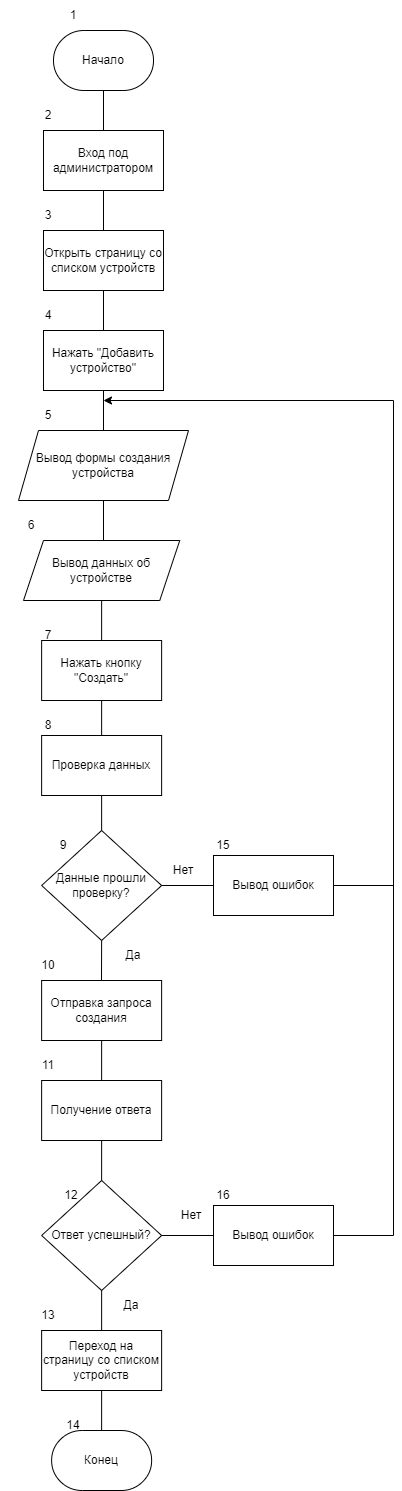 1
Начало
2
Вход под
администратором
3
Открыть страницу со
списком устройств
4
Нажать "Добавить
устройство"
5
Вывод формы создания
устройства
6
Вывод данных об
устройстве
7
Нажать кнопку
"Создать"
8
Проверка данных
9
Данные прошли
проверку?
Нет
15
Вывод ошибок
Да
10
Отправка запроса
создания
11
Получение ответа
12
Ответ успешный?
Нет
16
Вывод ошибок
Да
13
Переход на
страницу со списком
устройств
14
Конец